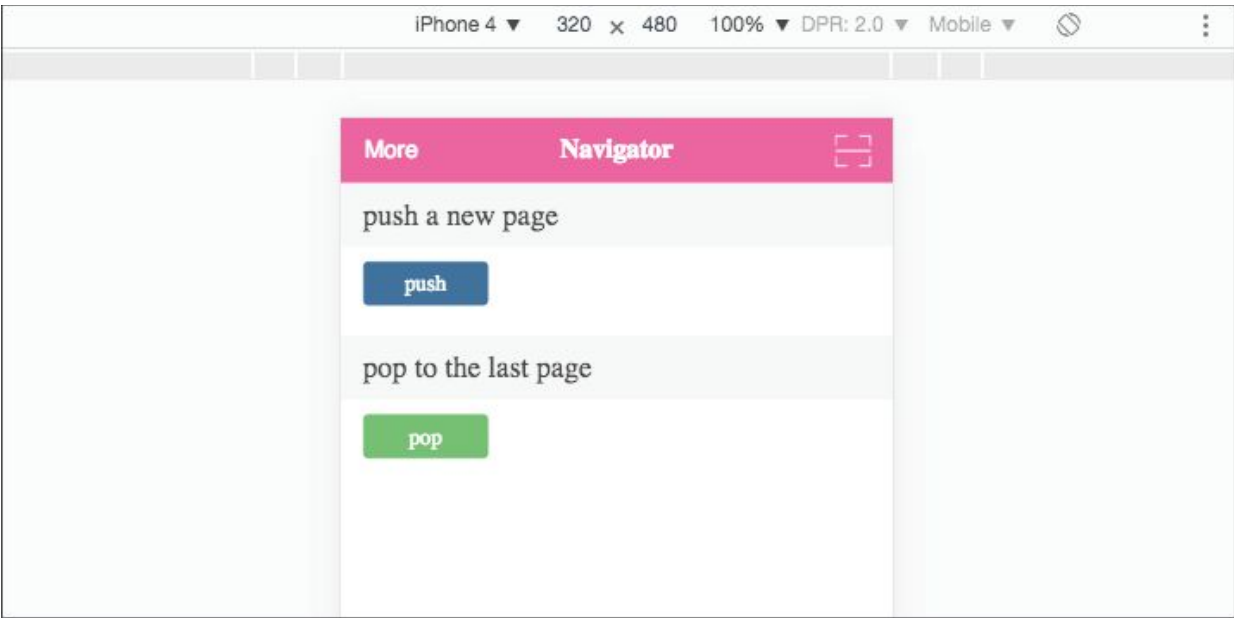 iPhone 4 ▼ 320 × 480 100% ▼ DPR: 2.0 ▼ Mobile ▼
More Navigator
push a new page
push
pop to the last page
pop